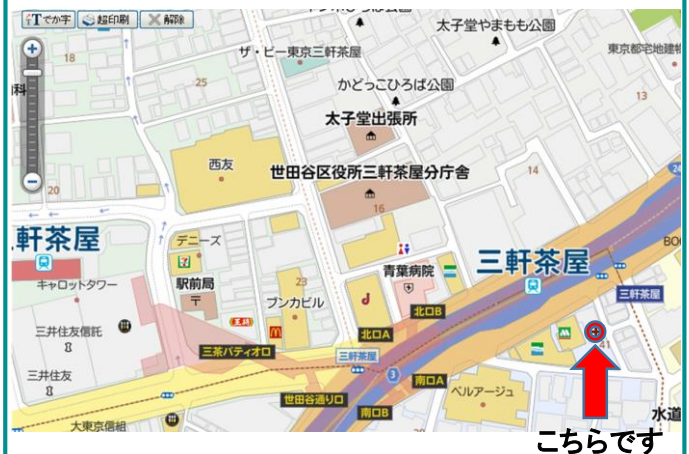 Tでか字 超印刷 解除
太子堂やまもも公園
ザ・ビー東京三軒茶屋
東京都宅地建物
18
25
かどっこひろば公園
13
太子堂出張所
西友
世田谷区役所三軒茶屋分庁舎
14
20
16
24
軒茶屋
デニーズ
三軒茶屋
BO
青葉病院
キャロットタワー
駅前局
23
三軒茶屋
ブンカビル
北口B
三井住友信託
王将
北口A
三茶パティオ口
三軒茶屋
41
三井住友
3
南口A
ベルアージュ
世田谷通り口
南口B
水道
大東京信組
こちらです